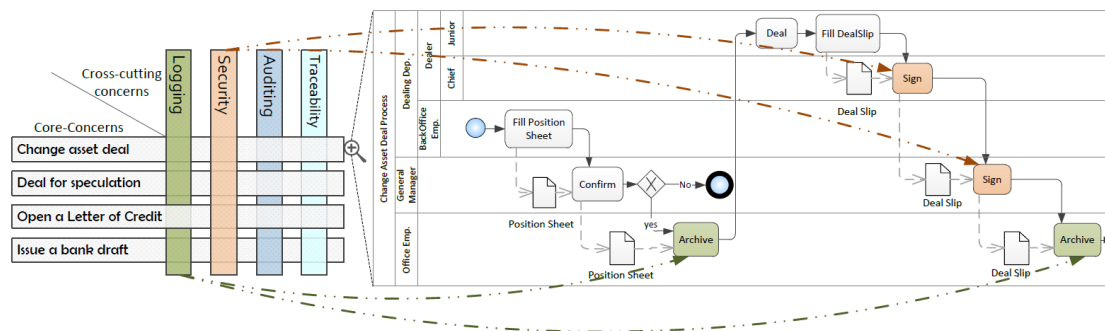 Cross-cutting
concerns
Core-Concerns
Logging
Security
Auditing
Traceability
Change asset deal
Deal for speculation
Open a Letter of Credit
Issue a bank draft
Change Asset Deal Process
Dealing Dep.
Dealer
Junior
Chief
BackOffice
Emp.
General
Manager
Office Emp.
Deal
Fill DealSlip
Deal Slip
Sign
Fill Position
Sheet
Position Sheet
Confirm
X
No
yes
Position Sheet
Archive
Deal Slip
Sign
Deal Slip
Archive